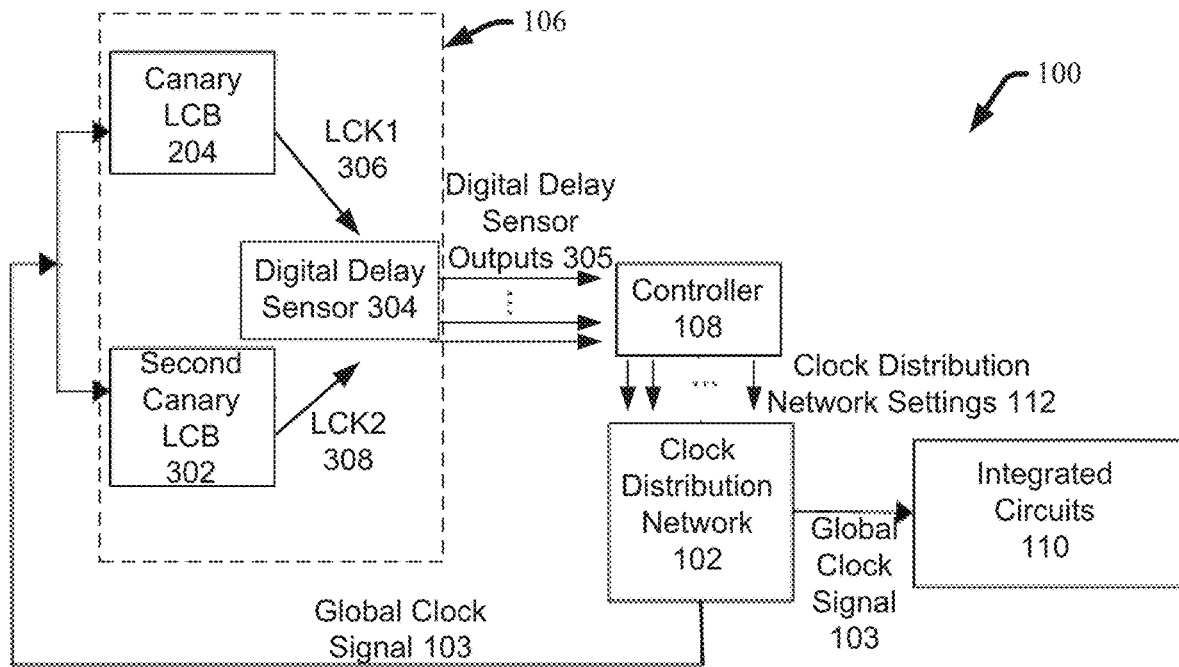 106
100
Canary
LCB
204
LCK1
306
Digital Delay
Sensor
Outputs 305
Digital Delay
Sensor 304
Controller
108
Second
Canary
LCB
302
LCK2
308
Clock Distribution
Network Settings 112
Clock
Distribution
Network
102
Global
Clock
Signal
103
Integrated
Circuits
110
Global Clock
Signal 103